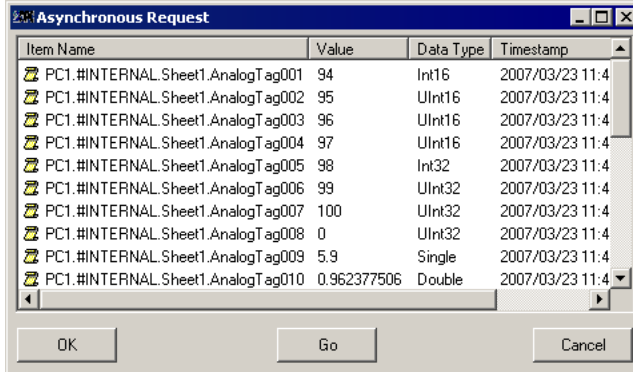 Asynchronous Request
Item Name Value Data Type Timestamp
PC1.#INTERNAL.Sheet1.AnalogTag001 94 Int16 2007/03/23 11:4
PC1.#INTERNAL.Sheet1.AnalogTag002 95 UInt16 2007/03/23 11:4
PC1.#INTERNAL.Sheet1.AnalogTag003 96 UInt16 2007/03/23 11:4
PC1.#INTERNAL.Sheet1.AnalogTag004 97 UInt16 2007/03/23 11:4
PC1.#INTERNAL.Sheet1.AnalogTag005 98 Int32 2007/03/23 11:4
PC1.#INTERNAL.Sheet1.AnalogTag006 99 UInt32 2007/03/23 11:4
PC1.#INTERNAL.Sheet1.AnalogTag007 100 UInt32 2007/03/23 11:4
PC1.#INTERNAL.Sheet1.AnalogTag008 0 UInt32 2007/03/23 11:4
PC1.#INTERNAL.Sheet1.AnalogTag009 5.9 Single 2007/03/23 11:4
PC1.#INTERNAL.Sheet1.AnalogTag010 0.962377506 Double 2007/03/23 11:4
OK Go Cancel